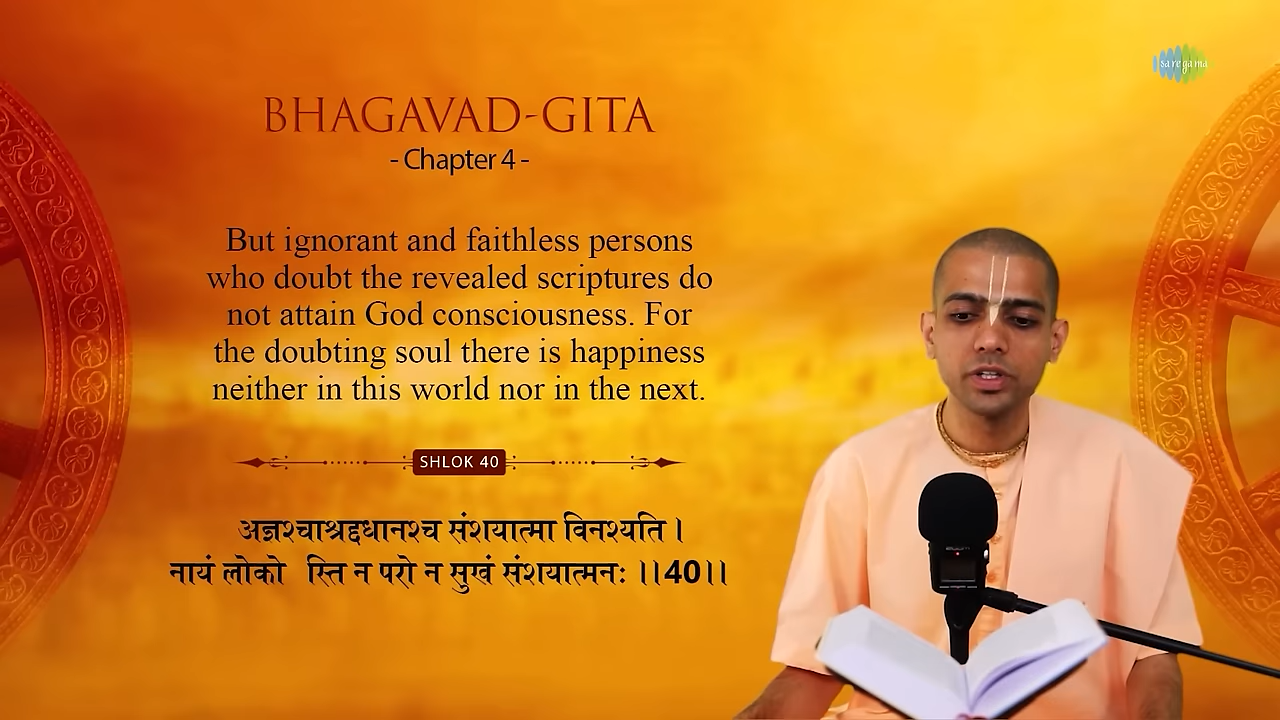 saregama
BHAGAVAD-GITA
- Chapter 4 -
But ignorant and faithless persons
who doubt the revealed scriptures do
not attain God consciousness. For
the doubting soul there is happiness
neither in this world nor in the next.
SHLOK 40
अज्ञश्चाश्रद्दधानश्च संशयात्मा विनश्यति।
नायं लोको स्ति न परो न सुखं संशयात्मनः ।।40।।